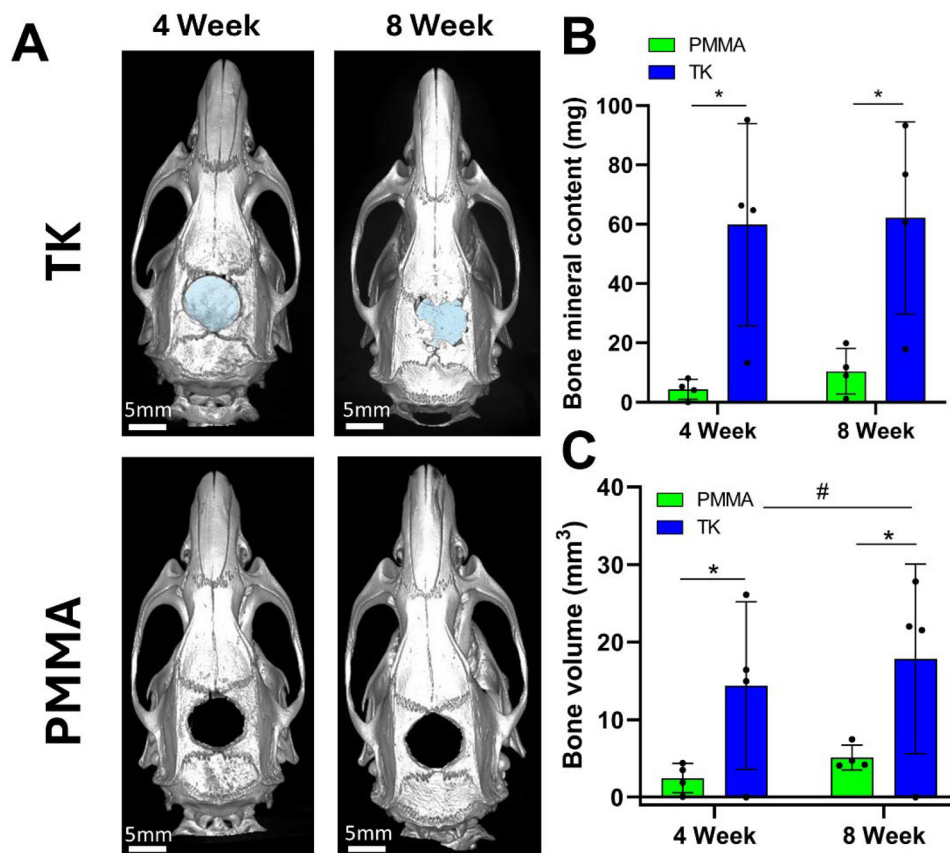 A
4 Week
8 Week
TK
5mm
5mm
PMMA
5mm
5mm
B
PMMA
TK
*
*
Bone mineral content (mg)
100
80
60
40
20
0
4 Week
8 Week
C
PMMA
TK
#
*
*
Bone volume (mm³)
40
30
20
10
0
4 Week
8 Week